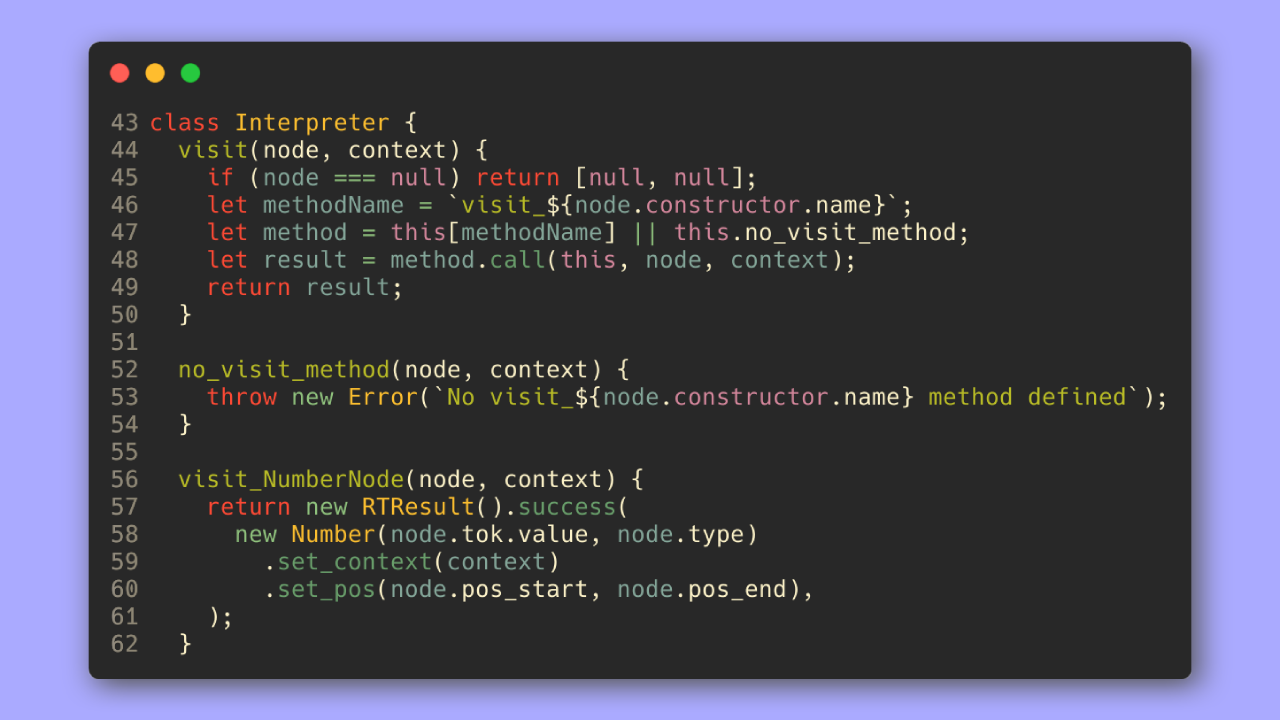 43 class Interpreter {
44   visit(node, context) {
45     if (node === null) return [null, null];
46     let methodName = `visit_${node.constructor.name}`;
47     let method = this[methodName] || this.no_visit_method;
48     let result = method.call(this, node, context);
49     return result;
50   }
51
52   no_visit_method(node, context) {
53     throw new Error(`No visit_${node.constructor.name} method defined`);
54   }
55
56   visit_NumberNode(node, context) {
57     return new RTResult().success(
58       new Number(node.tok.value, node.type)
59         .set_context(context)
60         .set_pos(node.pos_start, node.pos_end),
61     );
62   }